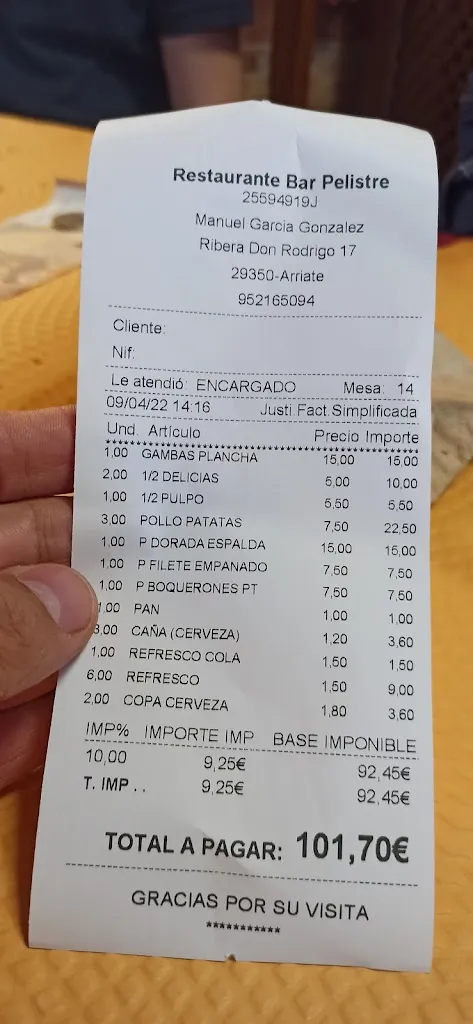 Restaurante Bar Pelistre
25594919J
Manuel Garcia Gonzalez
Ribera Don Rodrigo 17
29350-Arriate
952165094
Cliente:
Nif:
Le atendió: ENCARGADO Mesa: 14
09/04/22 14:16 Justi.Fact.Simplificada
Und Artículo Precio Importe
1,00 GAMBAS PLANCHA 15,00 15,00
2,00 1/2 DELICIAS 5,00 10,00
1,00 1/2 PULPO 5,50 5,50
3,00 POLLO PATATAS 7,50 22,50
1,00 P DORADA ESPALDA 15,00 15,00
1,00 P FILETE EMPANADO 7,50 7,50
1,00 P BOQUERONES PT 7,50 7,50
1,00 PAN 1,00 1,00
3,00 CAÑA (CERVEZA) 1,20 3,60
1,00 REFRESCO COLA 1,50 1,50
6,00 REFRESCO 1,50 9,00
2,00 COPA CERVEZA 1,80 3,60
IMP% IMPORTE IMP BASE IMPONIBLE
10,00 9,25€ 92,45€
T. IMP . . 9,25€ 92,45€
TOTAL A PAGAR: 101,70€
GRACIAS POR SU VISITA
***********